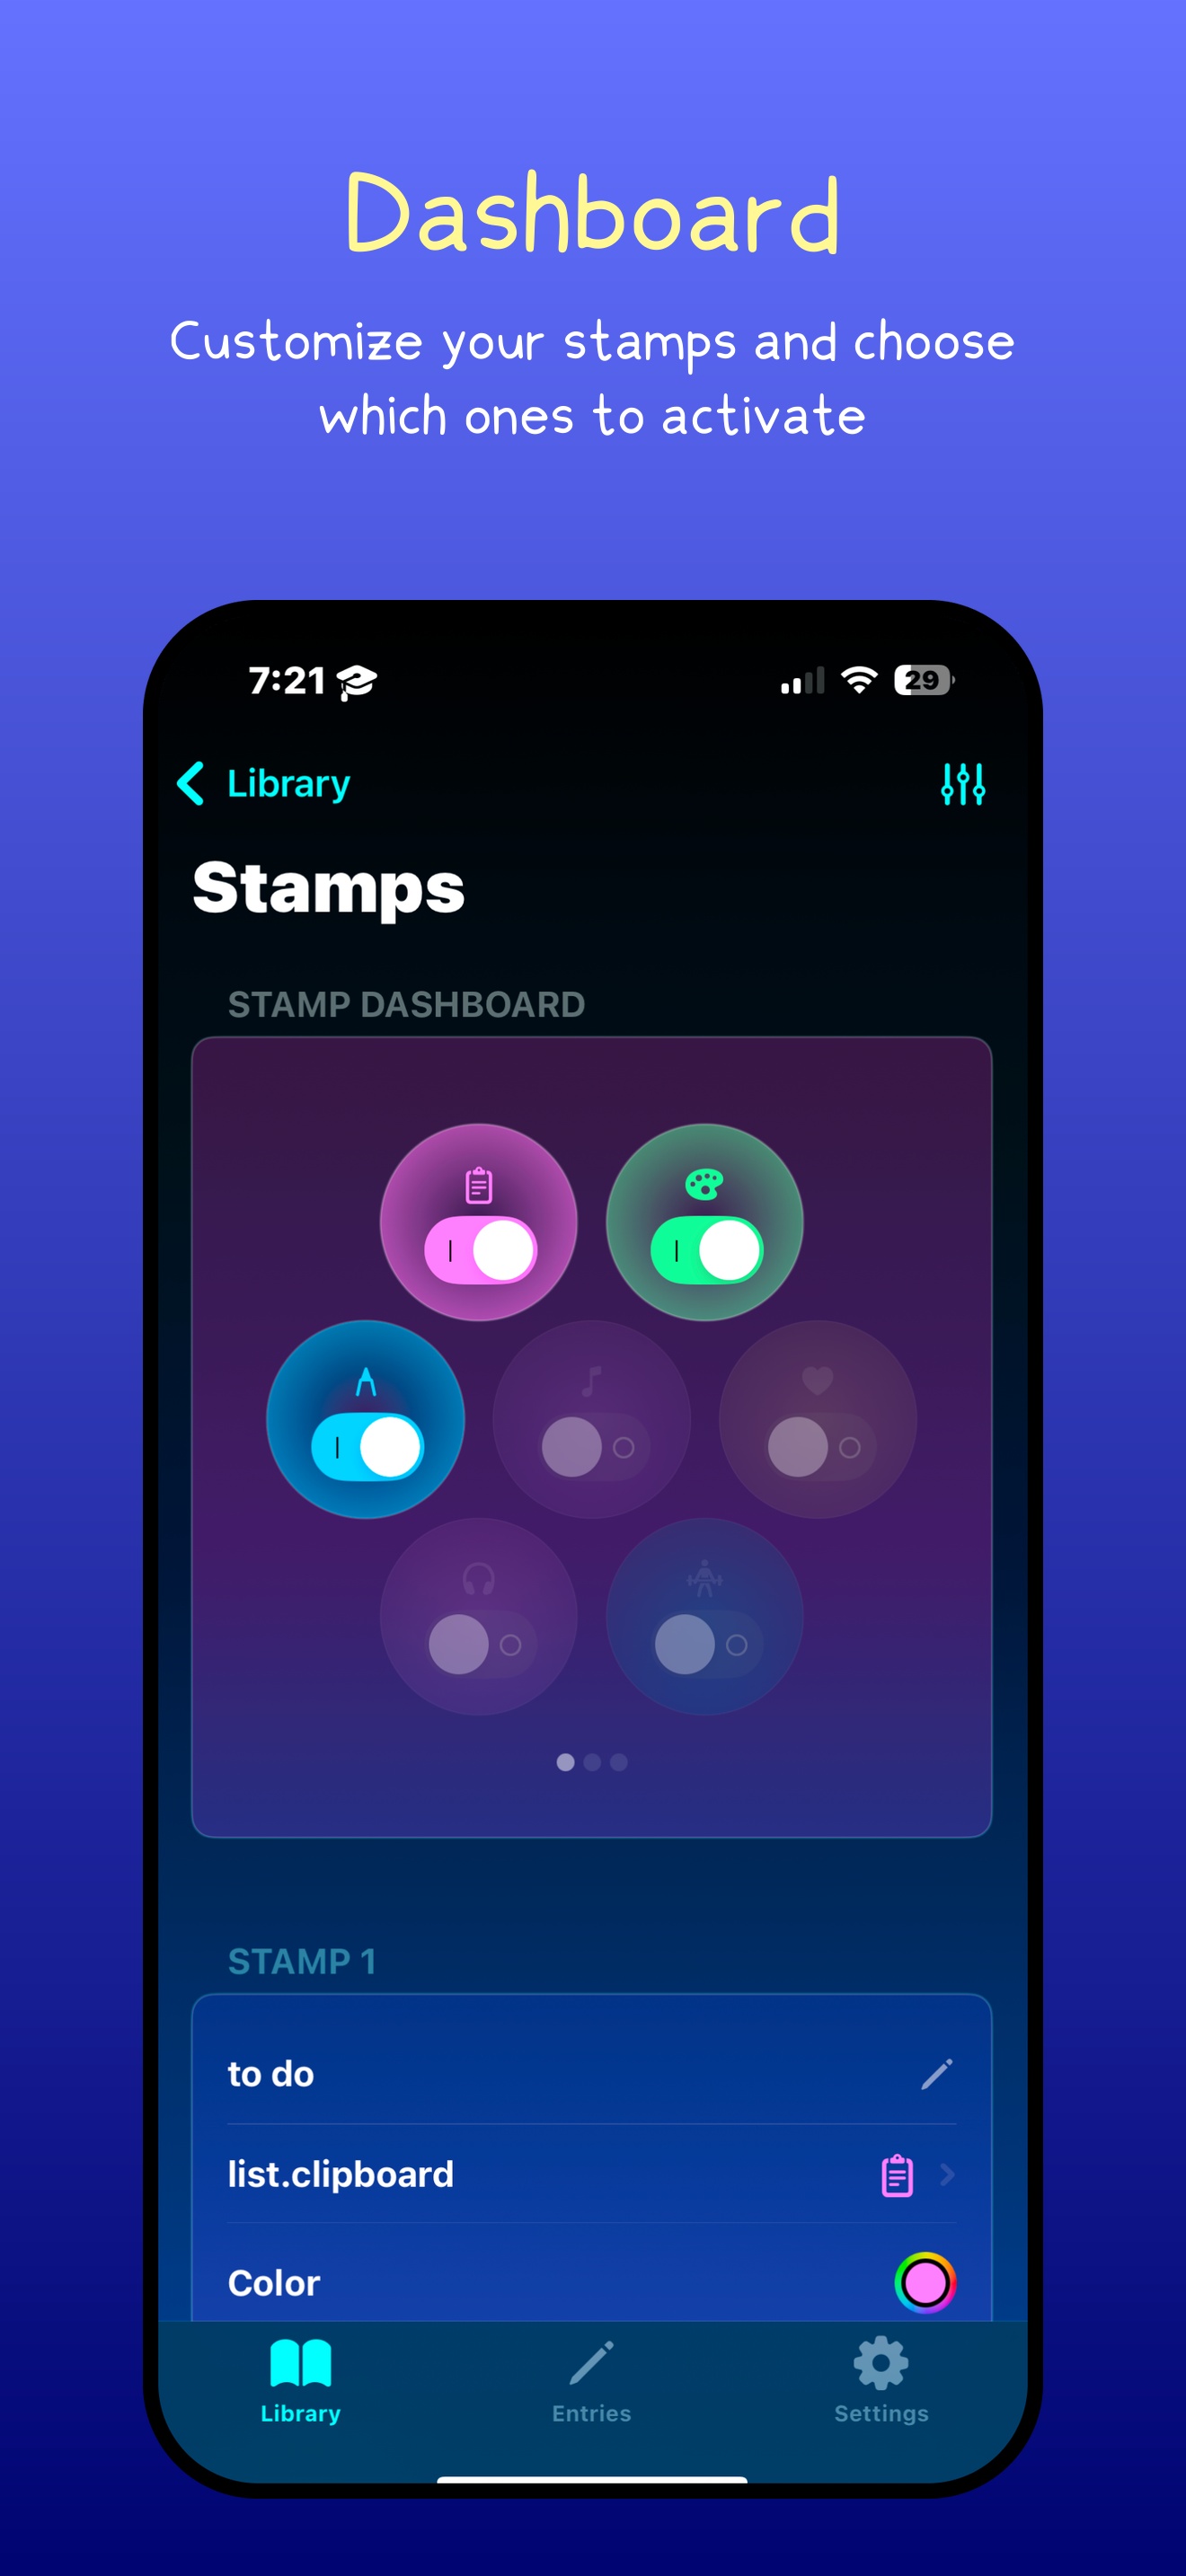 Dashboard
Customize your stamps and choose
which ones to activate
7:21
29
Library
Stamps
STAMP DASHBOARD
STAMP 1
to do
list.clipboard
Color
Library
Entries
Settings